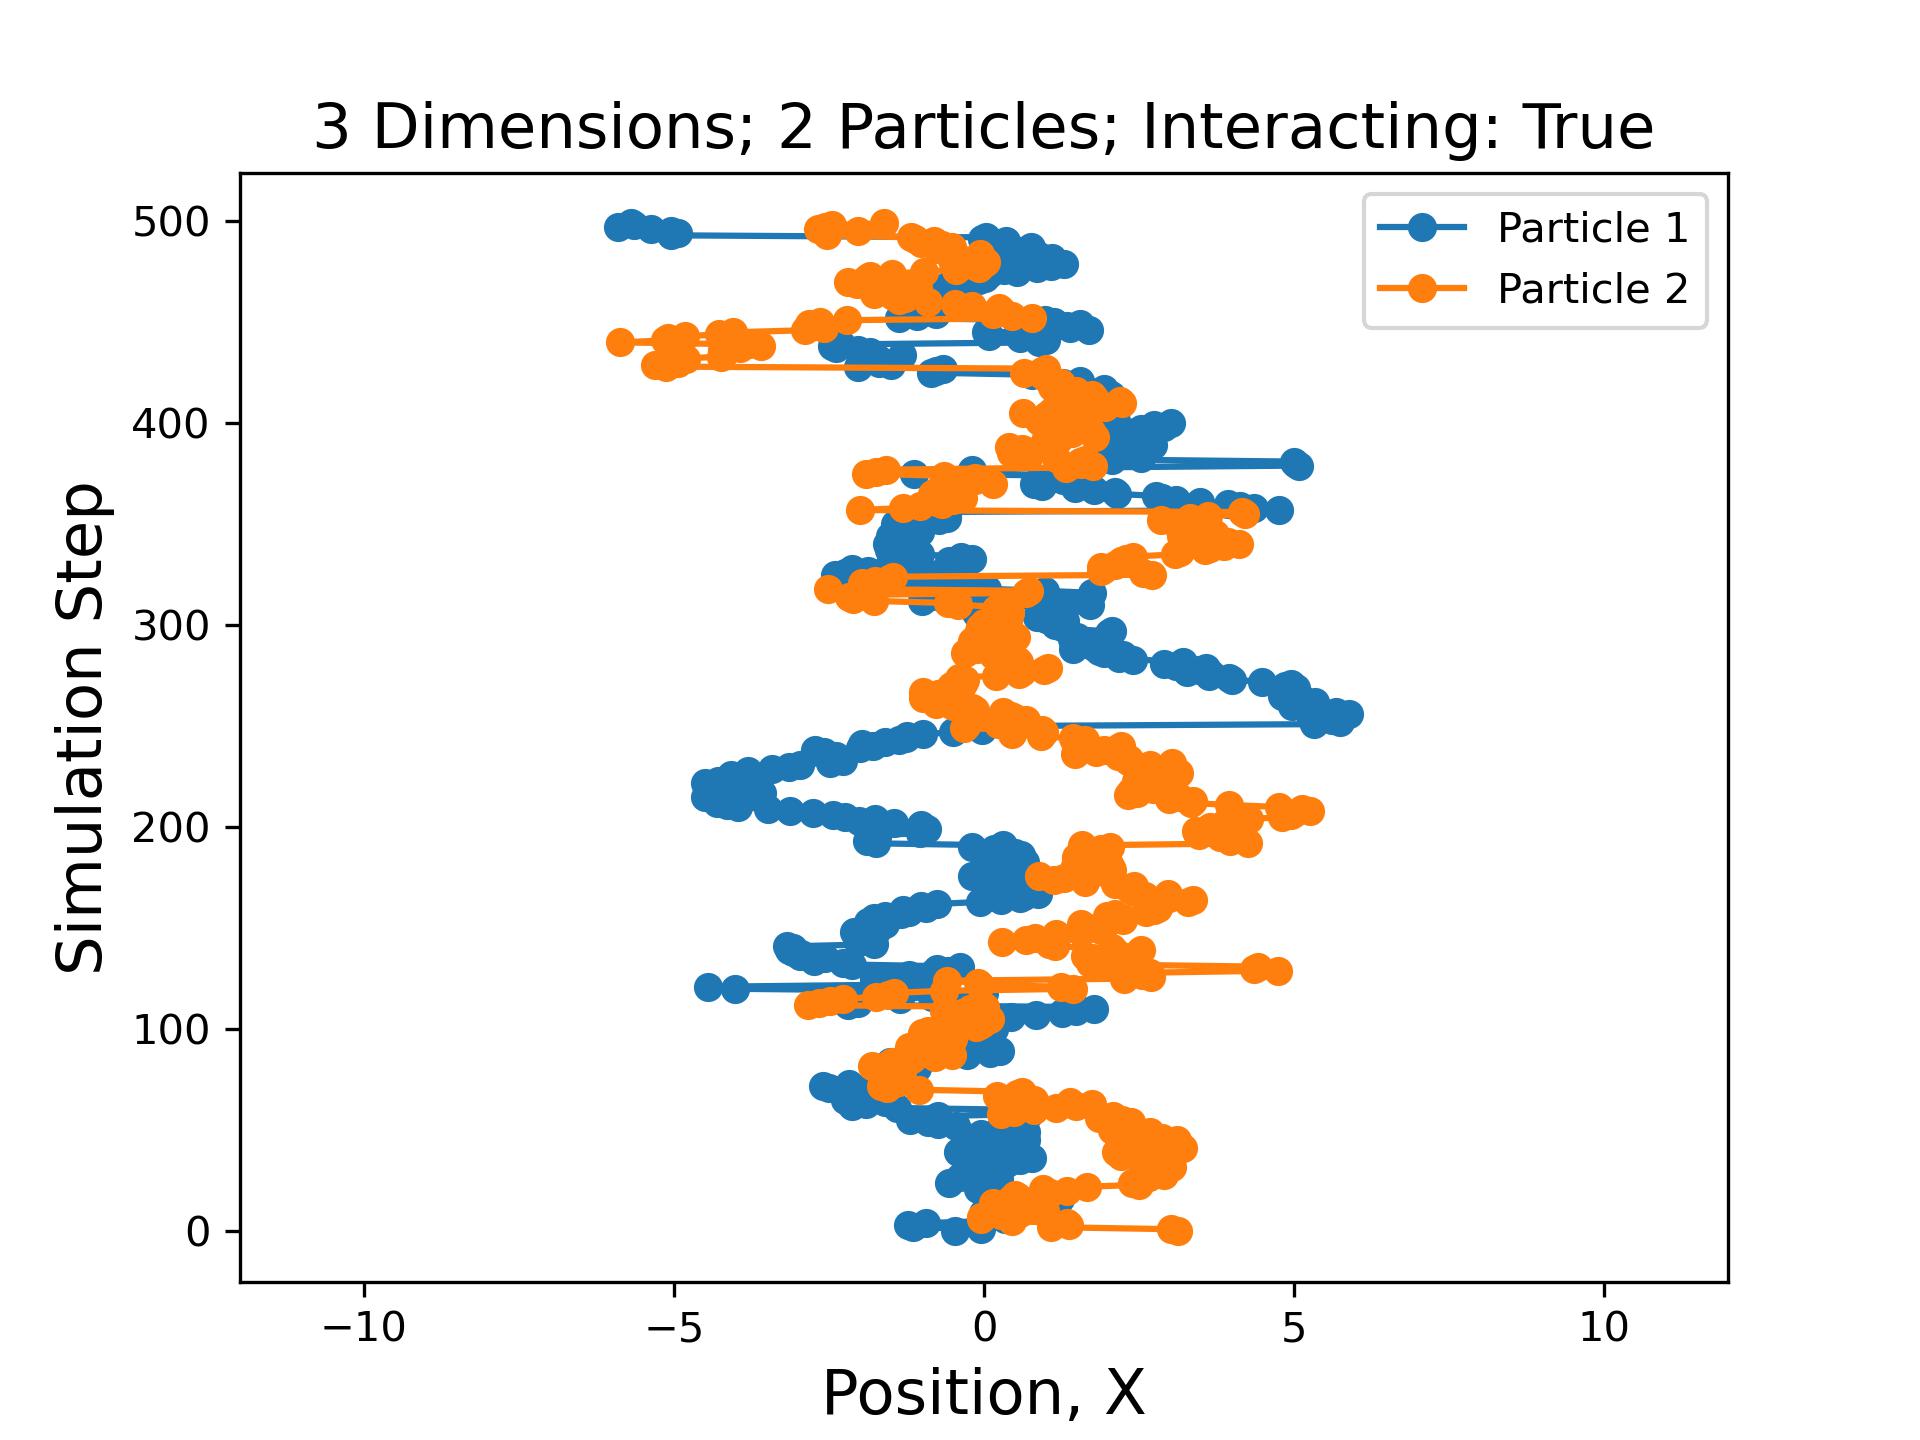 3 Dimensions; 2 Particles; Interacting: True
Particle 1
Particle 2
Simulation Step
500
400
300
200
100
0
−10 −5 0 5 10
Position, X